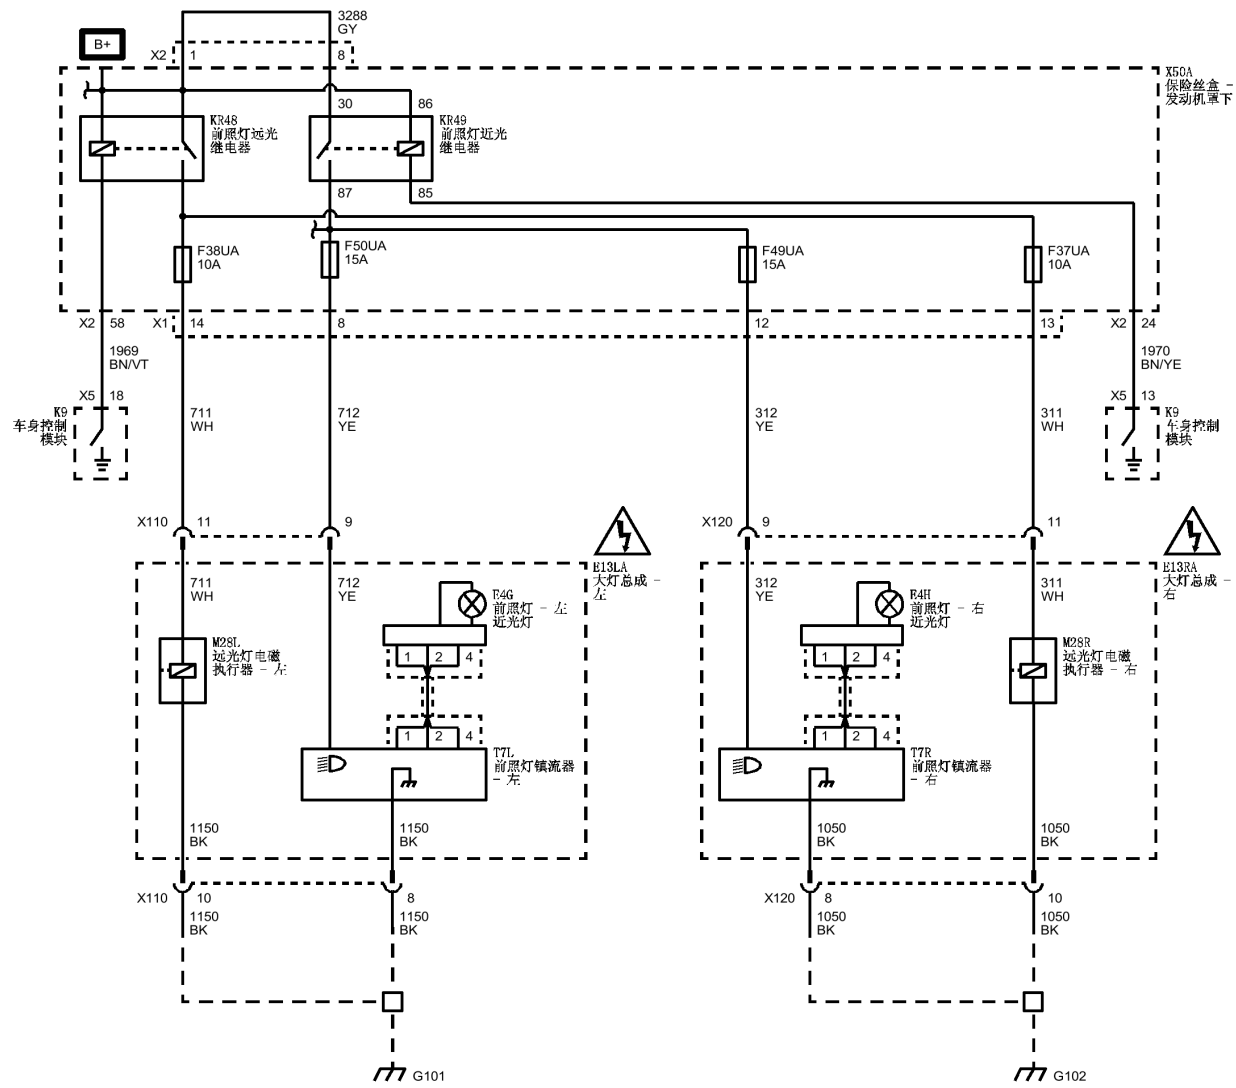 3288
GY
B+
X2
1
8
X50A
保险丝盒 -
发动机罩下
30
86
KR48
前照灯远光
继电器
KR49
前照灯近光
继电器
87
85
F38UA
10A
F50UA
15A
F49UA
15A
F37UA
10A
X2
58
X1
14
8
12
13
X2
24
1969
BN/VT
1970
BN/YE
X5
18
X5
13
K9
车身控制
模块
711
WH
712
YE
312
YE
311
WH
K9
车身控制
模块
X110
11
9
X120
9
11
E13LA
大灯总成 -
左
E13RA
大灯总成 -
右
711
WH
712
YE
E4G
前照灯 - 左
近光灯
312
YE
E4H
前照灯 - 右
近光灯
311
WH
M28L
远光灯电磁
执行器 - 左
1
2
4
1
2
4
M28R
远光灯电磁
执行器 - 右
1
2
4
1
2
4
T7L
前照灯镇流器
- 左
T7R
前照灯镇流器
- 右
1150
BK
1150
BK
1050
BK
1050
BK
X110
10
8
X120
8
10
1150
BK
1150
BK
1050
BK
1050
BK
G101
G102